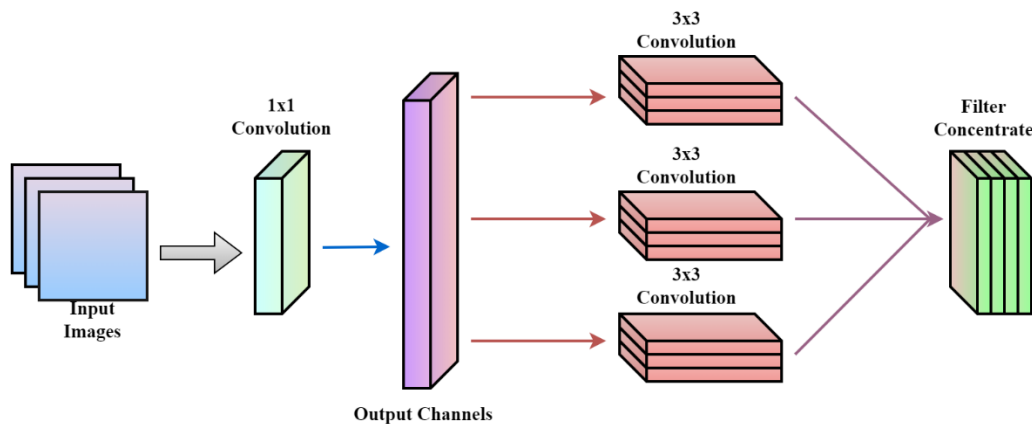 3x3
Convolution
1x1
Convolution
Filter
Concentrate
3x3
Convolution
3x3
Convolution
Input
Images
Output Channels